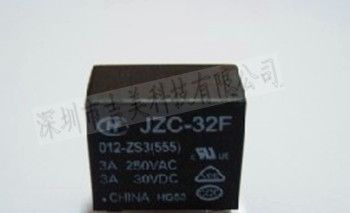 深圳市圭美科技有限公司
JZC-32F
012-ZS3(555)
3A 250VAC
3A 30VDC
CHINA HG53